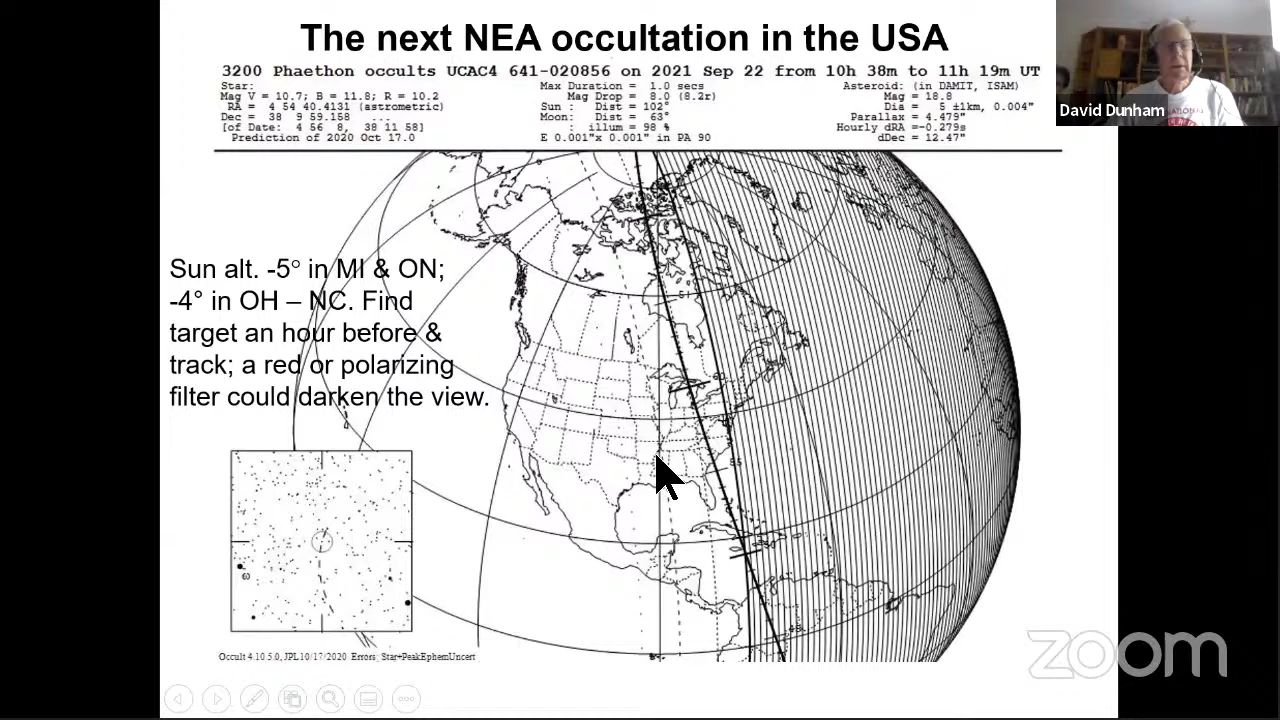 The next NEA occultation in the USA
3200 Phaethon occults UCAC4 641-020856 on 2021 Sep 22 from 10h 38m to 11h 19m UT
Star:
Mag V = 10.7; B = 11.8; R = 10.2
RA = 4 54 40.4131 (astrometric)
Dec = 38 9 59.158 ...
[of Date: 4 56 8, 38 11 58]
Prediction of 2020 Oct 17.0
Max Duration = 1.0 secs
Mag Drop = 8.0 (8.2r)
Sun : Dist = 102°
Moon: Dist = 63°
: illum = 98 %
E 0.001"x 0.001" in PA 90
Asteroid: (in DAMIT, ISAM)
Mag = 18.8
Dia = 5 ±1km, 0.004"
Parallax = 4.479"
Hourly dRA =-0.279s
dDec = 12.47"
David Dunham
Sun alt. -5° in MI & ON;
-4° in OH – NC. Find
target an hour before &
track; a red or polarizing
filter could darken the view.
60
55
50
60
Occult 4.10.5.0, JPL 10/17/2020 Errors: Star+PeakEphemUncert
zoom